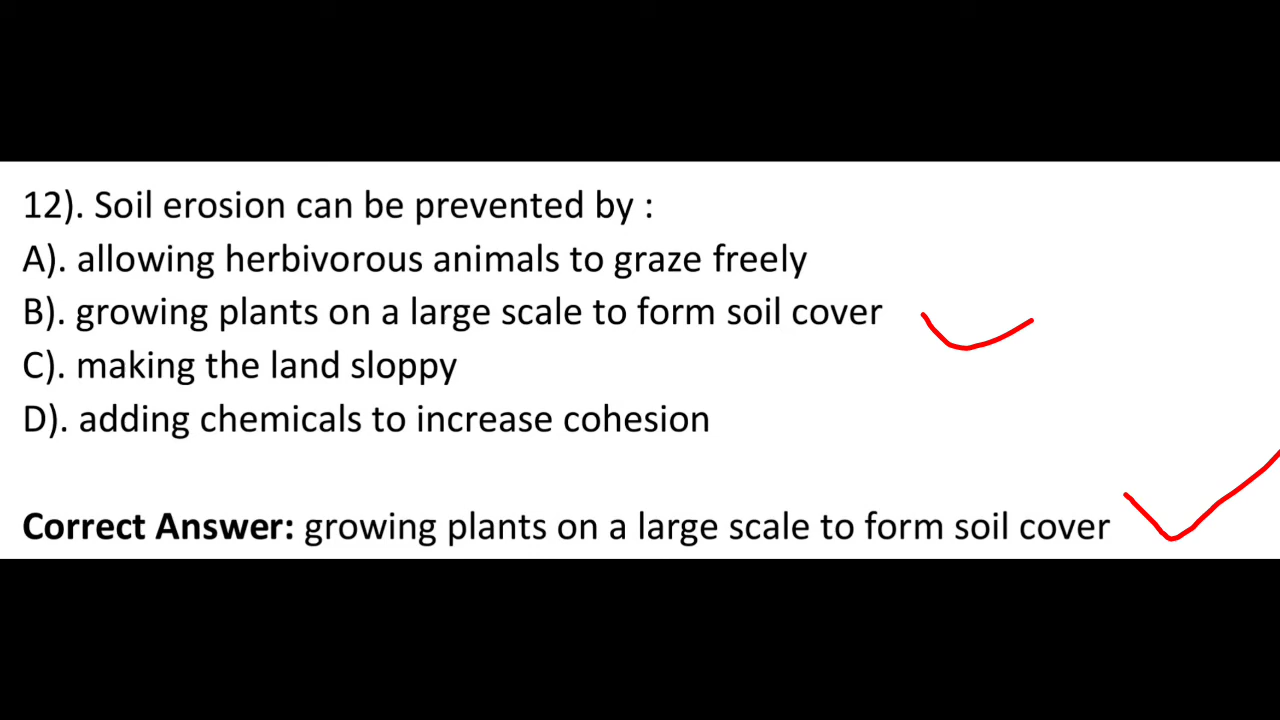 12). Soil erosion can be prevented by :
A). allowing herbivorous animals to graze freely
B). growing plants on a large scale to form soil cover
C). making the land sloppy
D). adding chemicals to increase cohesion
Correct Answer: growing plants on a large scale to form soil cover